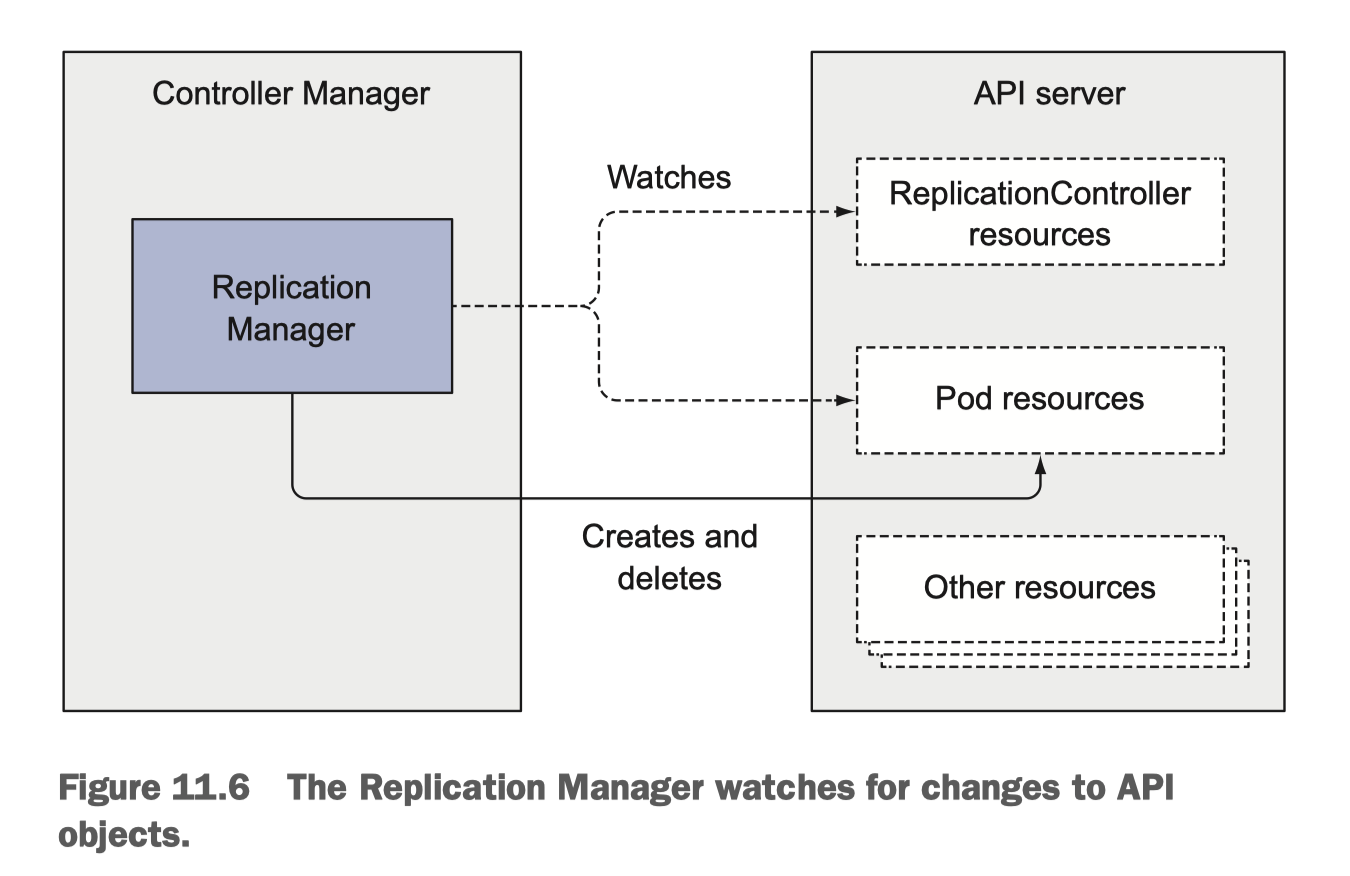 Controller Manager
API server
Watches
ReplicationController
resources
Replication
Manager
Pod resources
Creates and
deletes
Other resources
Figure 11.6 The Replication Manager watches for changes to API
objects.